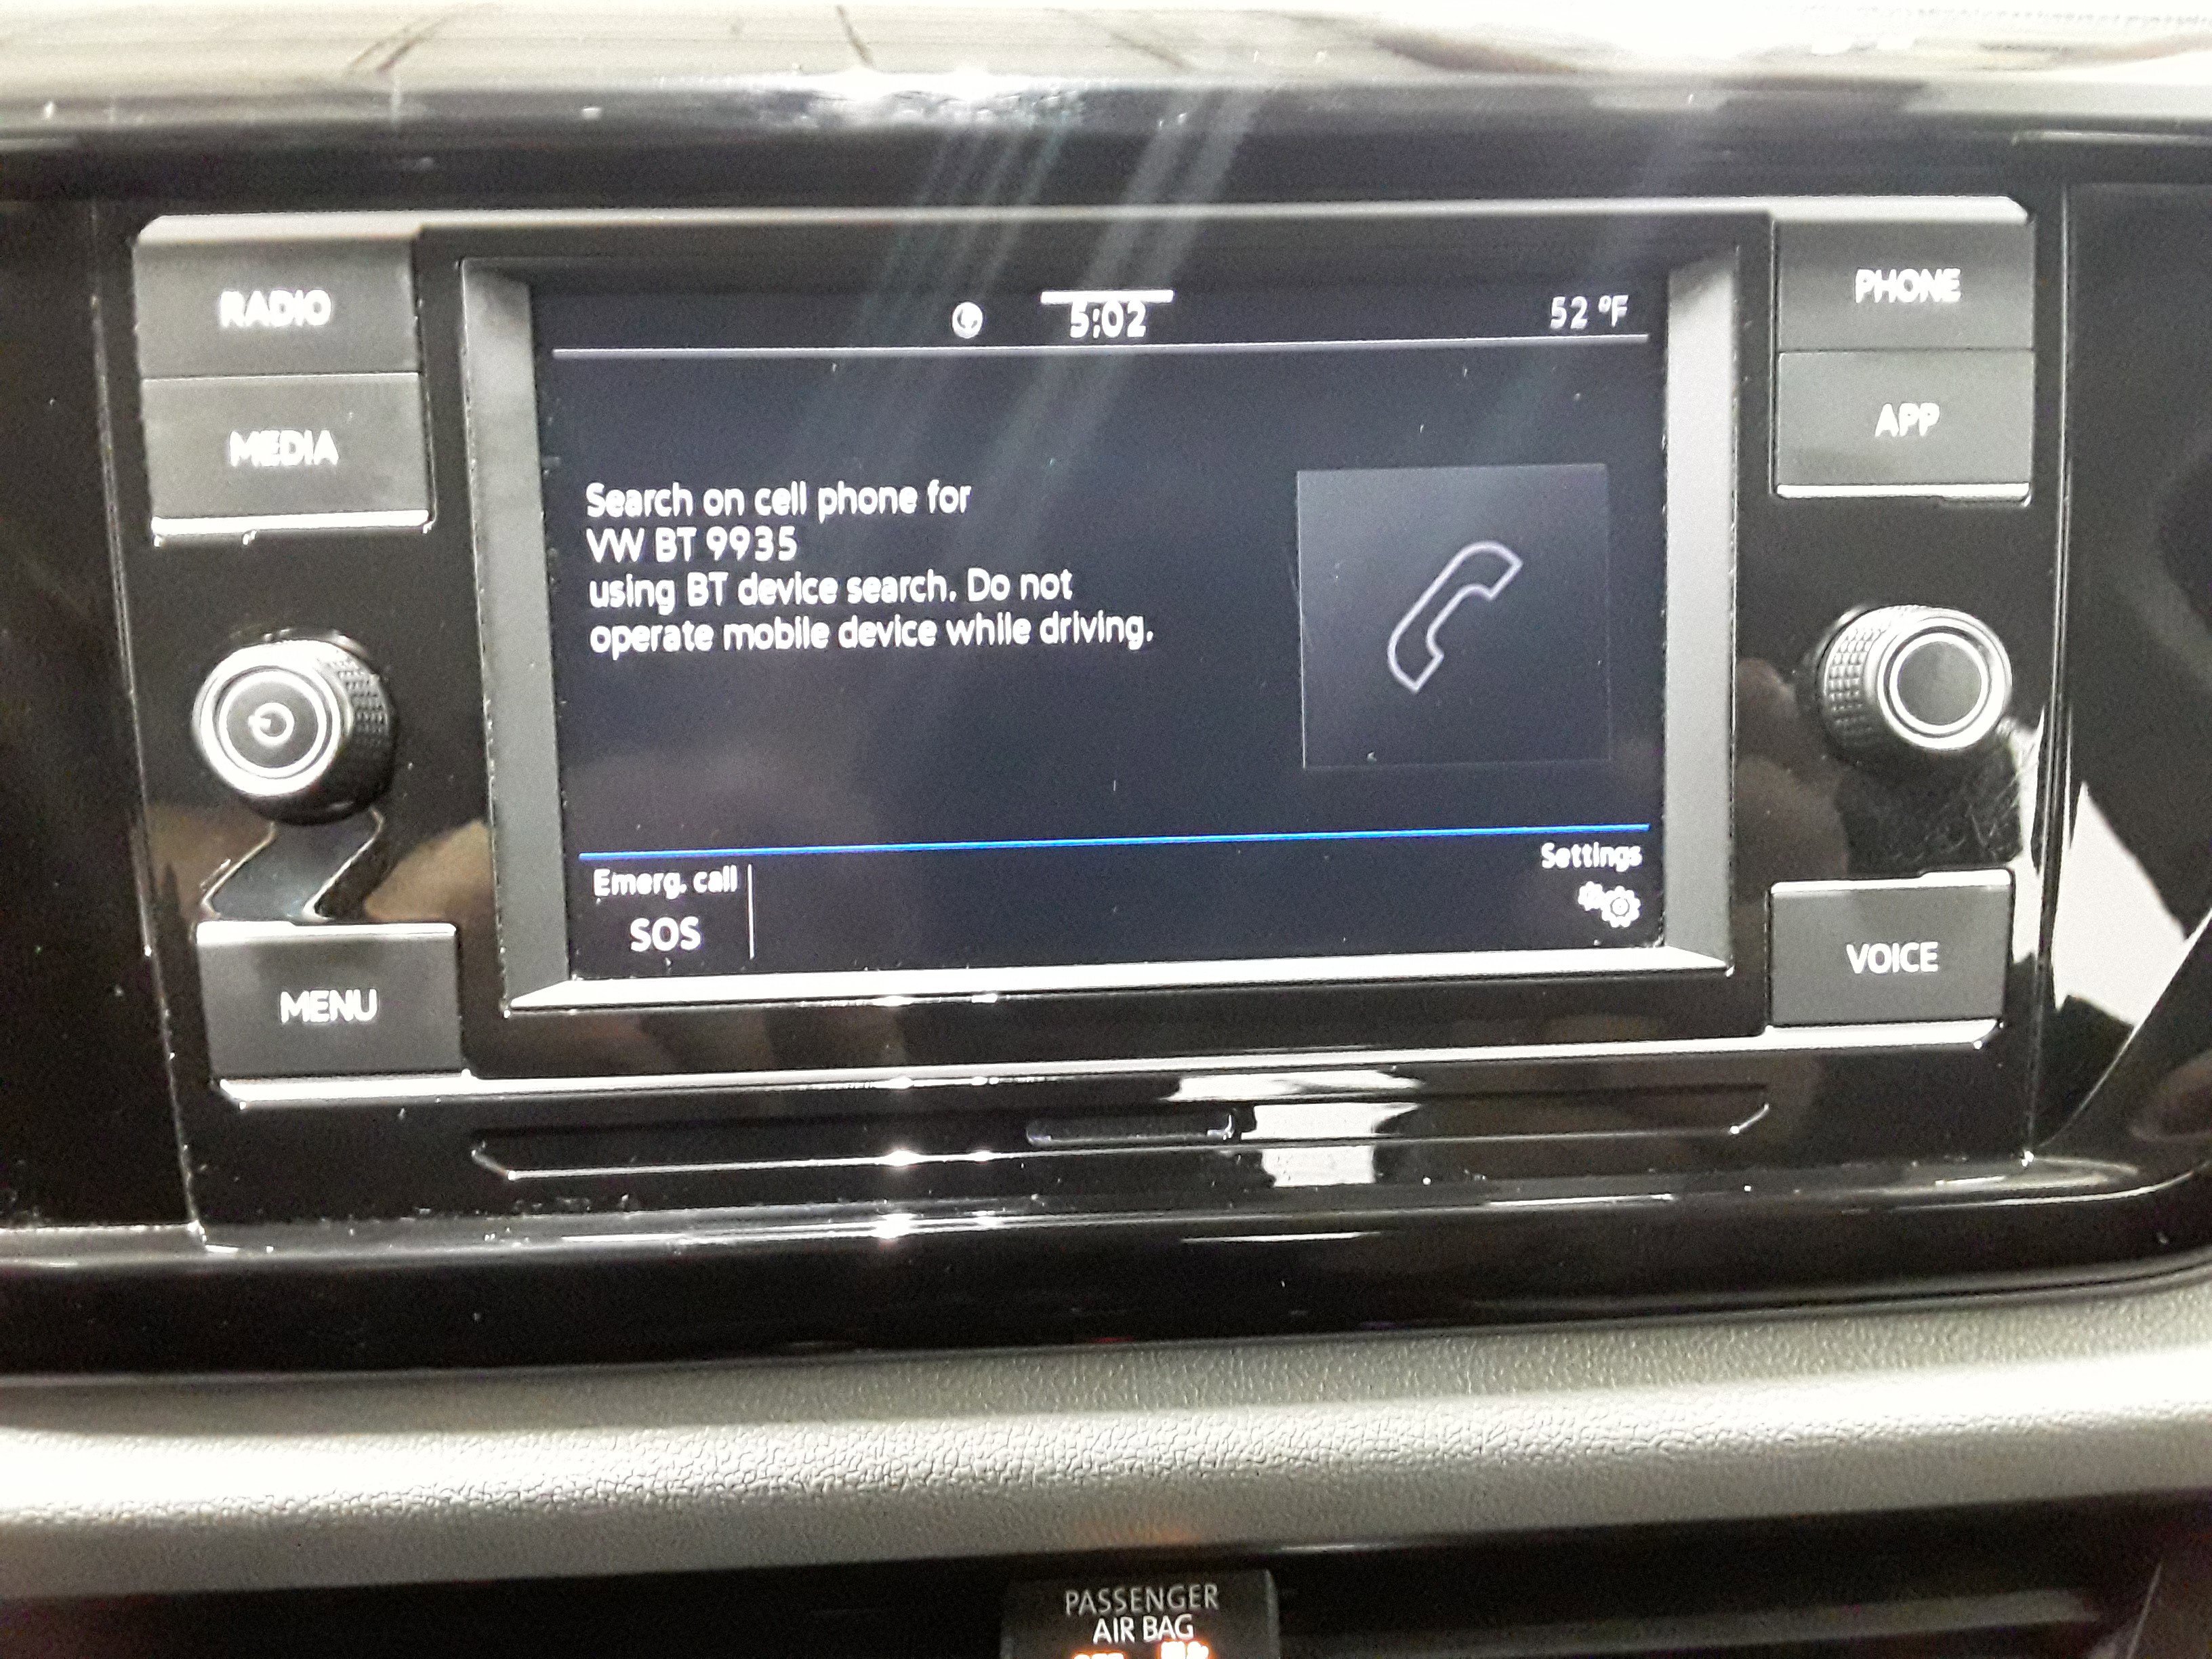 RADIO
MEDIA
MENU
5:02
52 °F
Search on cell phone for
VW BT 9935
using BT device search. Do not
operate mobile device while driving.
Emerg. call
SOS
Settings
PHONE
APP
VOICE
PASSENGER
AIR BAG